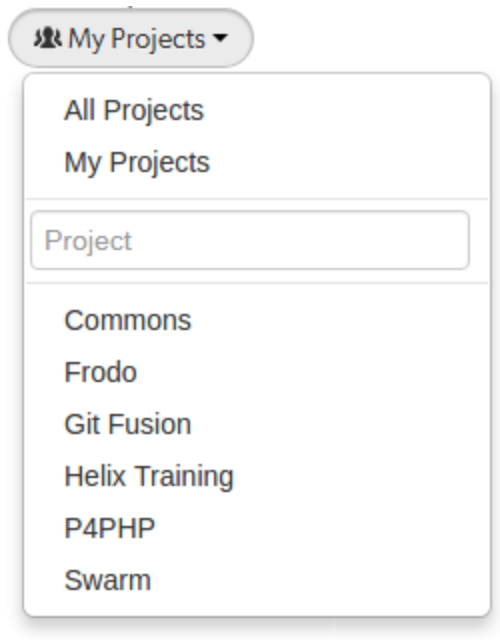 My Projects
All Projects
My Projects
Project
Commons
Frodo
Git Fusion
Helix Training
P4PHP
Swarm